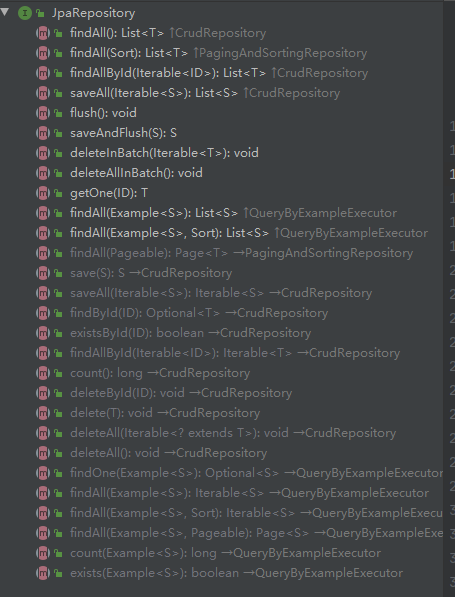 JpaRepository
findAll(): List<T> ↑CrudRepository
findAll(Sort): List<T> ↑PagingAndSortingRepository
findAllById(Iterable<ID>): List<T> ↑CrudRepository
saveAll(Iterable<S>): List<S> ↑CrudRepository
flush(): void
saveAndFlush(S): S
deleteInBatch(Iterable<T>): void
deleteAllInBatch(): void
getOne(ID): T
findAll(Example<S>): List<S> ↑QueryByExampleExecutor
findAll(Example<S>, Sort): List<S> ↑QueryByExampleExecutor
findAll(Pageable): Page<T> →PagingAndSortingRepository
save(S): S →CrudRepository
saveAll(Iterable<S>): Iterable<S> →CrudRepository
findById(ID): Optional<T> →CrudRepository
existsById(ID): boolean →CrudRepository
findAllById(Iterable<ID>): Iterable<T> →CrudRepository
count(): long →CrudRepository
deleteById(ID): void →CrudRepository
delete(T): void →CrudRepository
deleteAll(Iterable<? extends T>): void →CrudRepository
deleteAll(): void →CrudRepository
findOne(Example<S>): Optional<S> →QueryByExampleExecutor
findAll(Example<S>): Iterable<S> →QueryByExampleExecutor
findAll(Example<S>, Sort): Iterable<S> →QueryByExampleExecu
findAll(Example<S>, Pageable): Page<S> →QueryByExampleExe
count(Example<S>): long →QueryByExampleExecutor
exists(Example<S>): boolean →QueryByExampleExecutor